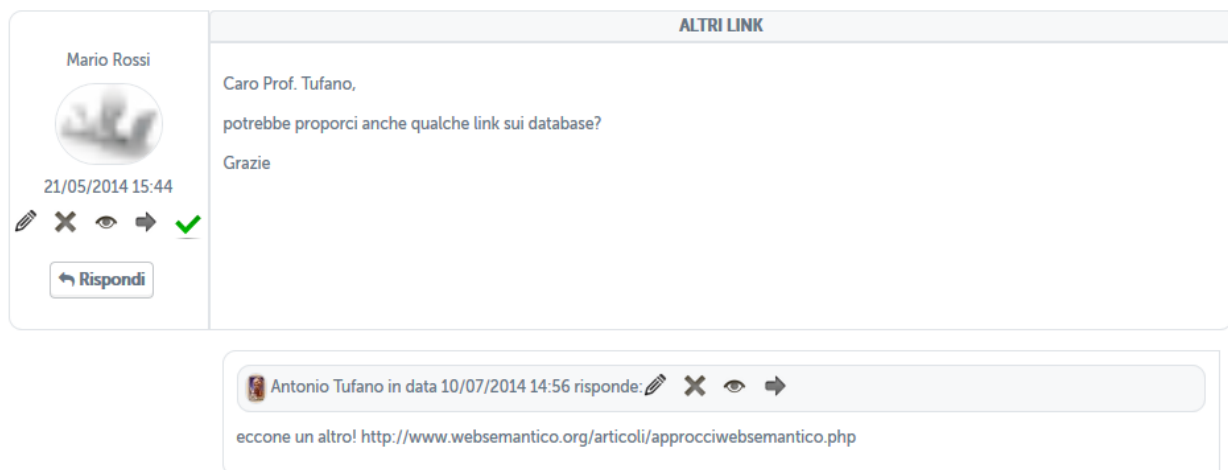 ALTRI LINK
Mario Rossi
21/05/2014 15:44
Rispondi
Caro Prof. Tufano,
potrebbe proporci anche qualche link sui database?
Grazie
Antonio Tufano in data 10/07/2014 14:56 risponde:
eccone un altro! http://www.websemantico.org/articoli/approcciwebsemantico.php